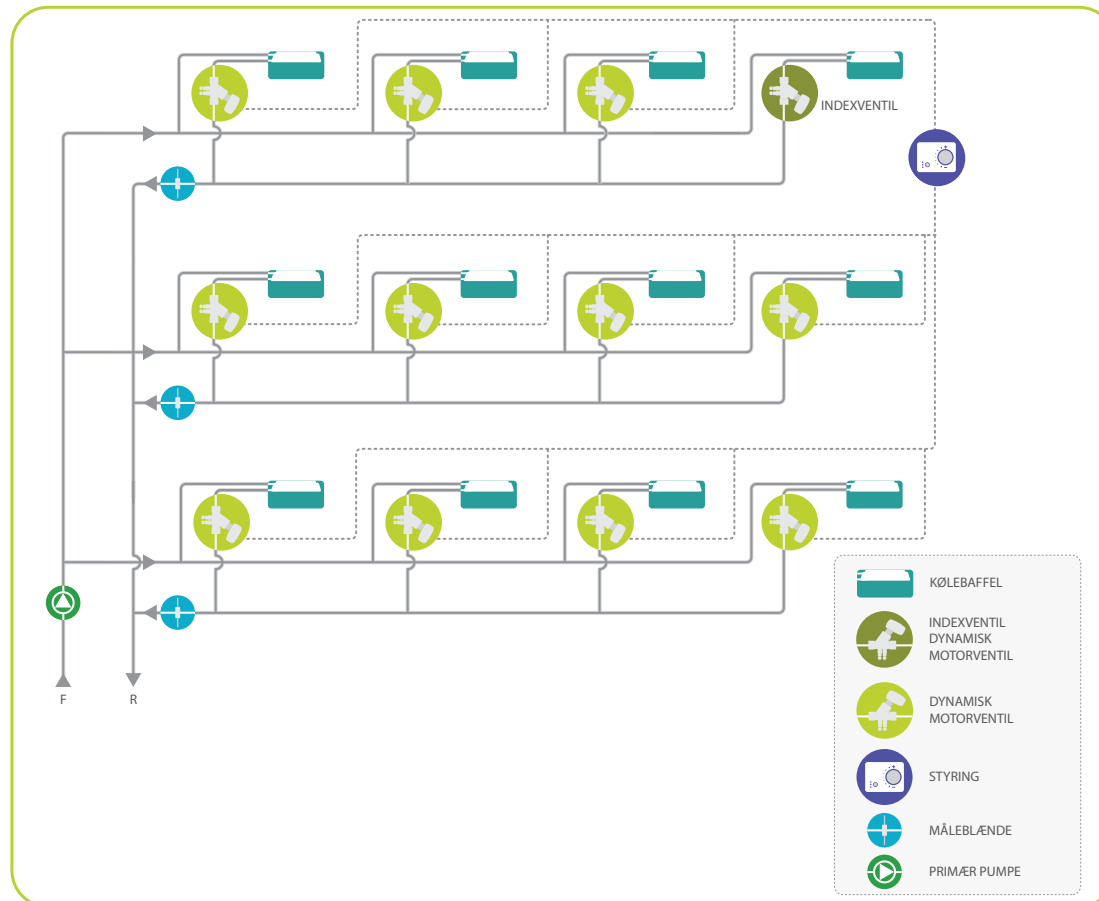 INDEXVENTIL
F
R
KØLEBAFFEL
INDEXVENTIL
DYNAMISK
MOTORVENTIL
DYNAMISK
MOTORVENTIL
STYRING
MÅLEBLÆNDE
PRIMÆR PUMPE